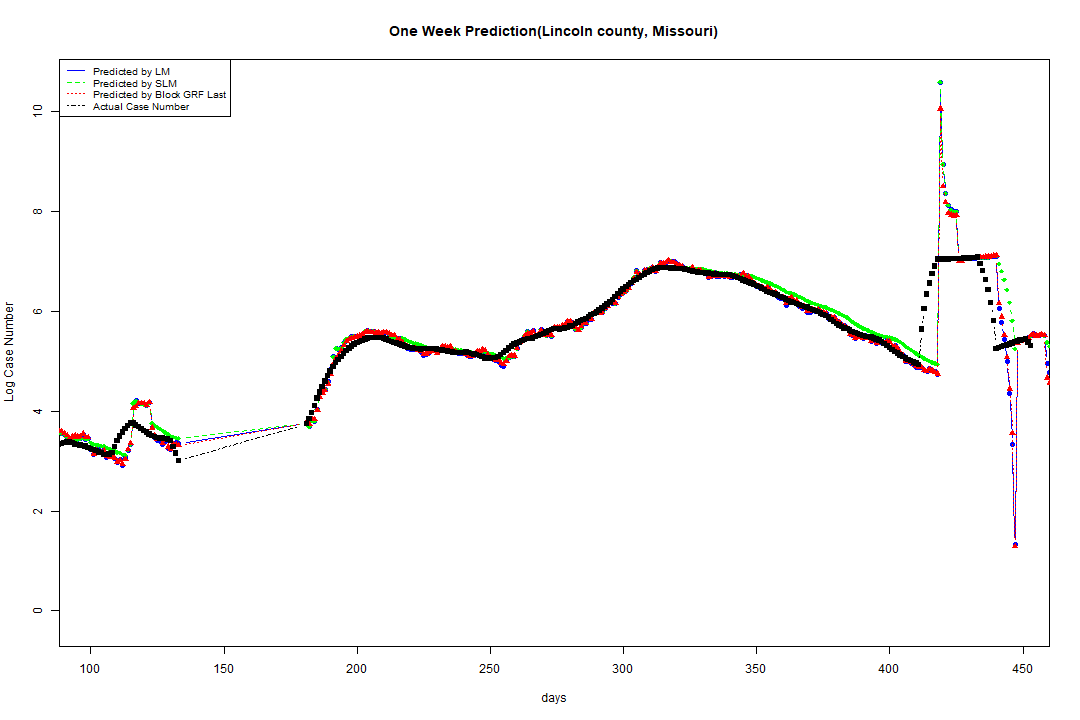 One Week Prediction(Lincoln county, Missouri)
Predicted by LM
Predicted by SLM
Predicted by Block GRF Last
Actual Case Number
Log Case Number
10
8
6
4
2
0
100 150 200 250 300 350 400 450
days